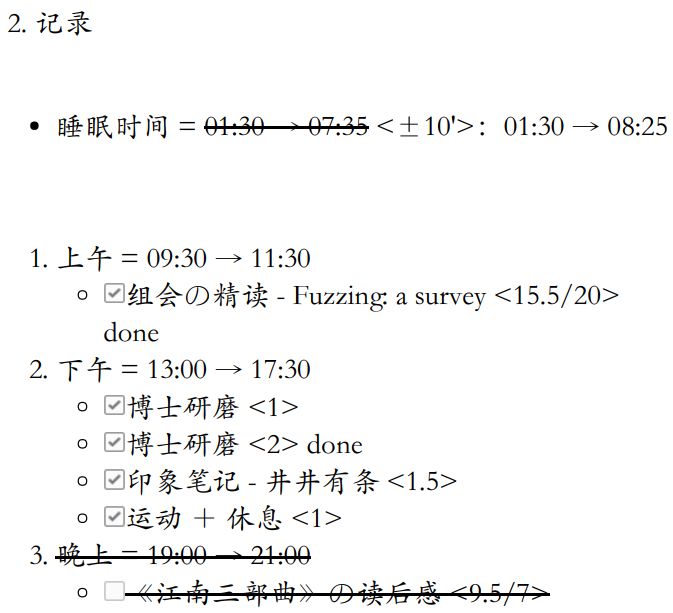 2. 记录
• 睡眠时间 = 01:30 → 07:35 <±10'>：01:30 → 08:25
1. 上午 = 09:30 → 11:30
组会の精读 - Fuzzing: a survey <15.5/20>
done
2. 下午 = 13:00 → 17:30
博士研磨 <1>
博士研磨 <2> done
印象笔记 - 井井有条 <1.5>
运动 + 休息 <1>
3. 晚上 = 19:00 → 21:00
《江南三部曲》の读后感 <9.5/7>